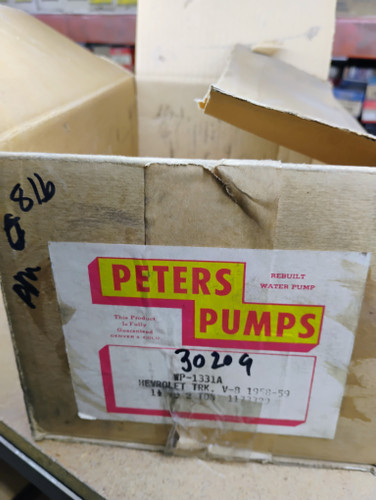 PM 816
PETERS
PUMPS
REBUILT
WATER PUMP
This Product
Is Fully
Guaranteed
30209
WP-1331A
HEVROLET TRK. V-8 1958-59